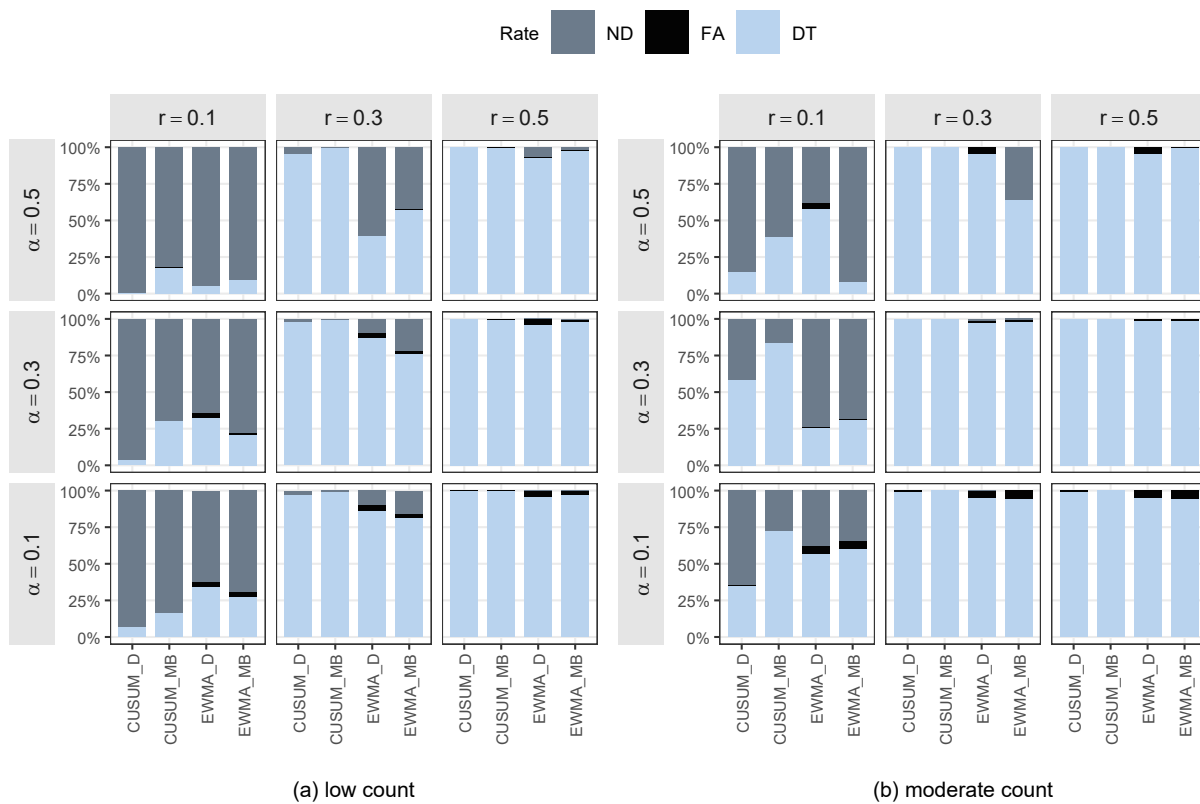 Rate ND FA DT
r = 0.1 r = 0.3 r = 0.5 r = 0.1 r = 0.3 r = 0.5
α = 0.5
100%
75%
50%
25%
0%
α = 0.5
100%
75%
50%
25%
0%
α = 0.3
100%
75%
50%
25%
0%
α = 0.3
100%
75%
50%
25%
0%
α = 0.1
100%
75%
50%
25%
0%
α = 0.1
100%
75%
50%
25%
0%
CUSUM_D
CUSUM_MB
EWMA_D
EWMA_MB
CUSUM_D
CUSUM_MB
EWMA_D
EWMA_MB
CUSUM_D
CUSUM_MB
EWMA_D
EWMA_MB
CUSUM_D
CUSUM_MB
EWMA_D
EWMA_MB
CUSUM_D
CUSUM_MB
EWMA_D
EWMA_MB
CUSUM_D
CUSUM_MB
EWMA_D
EWMA_MB
(a) low count
(b) moderate count